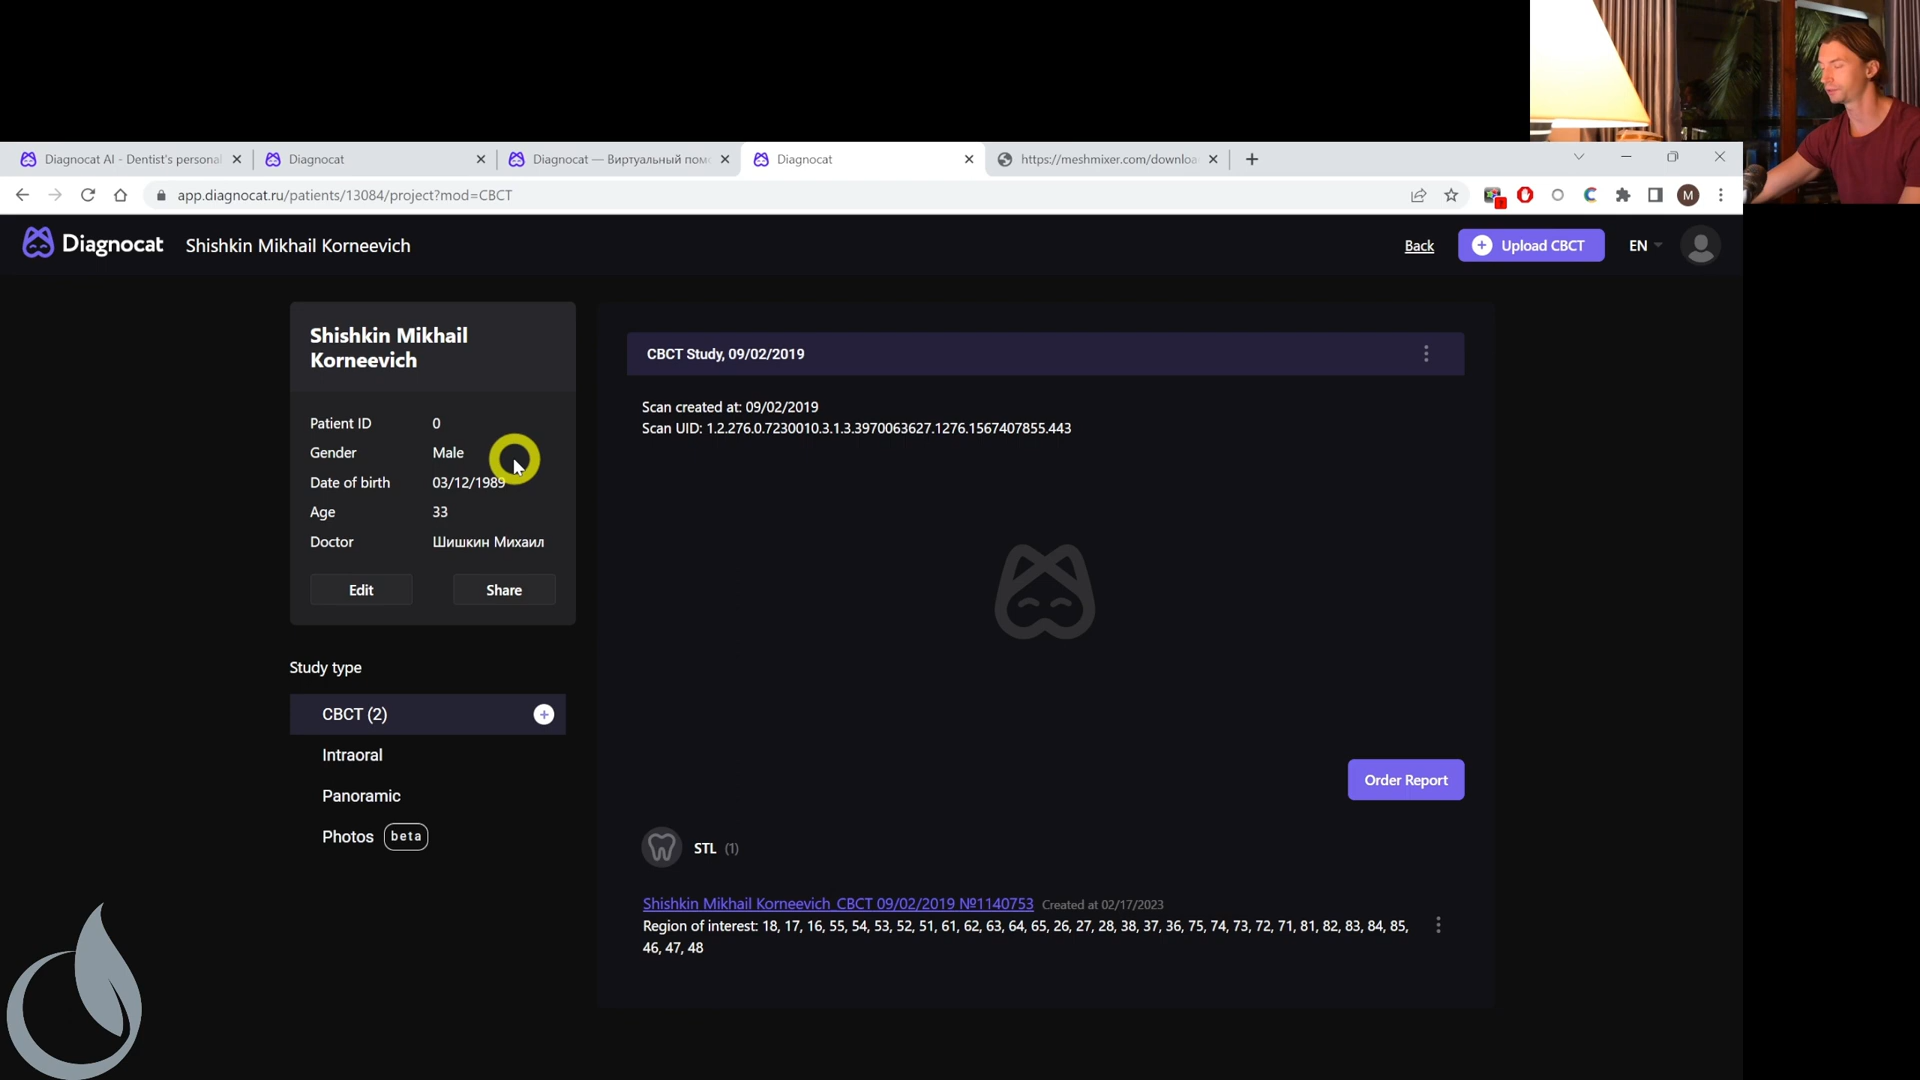 Diagnocat AI - Dentist's personal
Diagnocat
Diagnocat — Виртуальный пом
Diagnocat
https://meshmixer.com/downloa
app.diagnocat.ru/patients/13084/project?mod=CBCT
M
Diagnocat
Shishkin Mikhail Korneevich
Back
Upload CBCT
EN
Shishkin Mikhail
Korneevich
Patient ID 0
Gender Male
Date of birth 03/12/1989
Age 33
Doctor Шишкин Михаил
Edit
Share
Study type
CBCT (2)
Intraoral
Panoramic
Photos beta
CBCT Study, 09/02/2019
Scan created at: 09/02/2019
Scan UID: 1.2.276.0.7230010.3.1.3.3970063627.1276.1567407855.443
Order Report
STL (1)
Shishkin Mikhail Korneevich_CBCT 09/02/2019 №1140753 Created at 02/17/2023
Region of interest: 18, 17, 16, 55, 54, 53, 52, 51, 61, 62, 63, 64, 65, 26, 27, 28, 38, 37, 36, 75, 74, 73, 72, 71, 81, 82, 83, 84, 85,
46, 47, 48